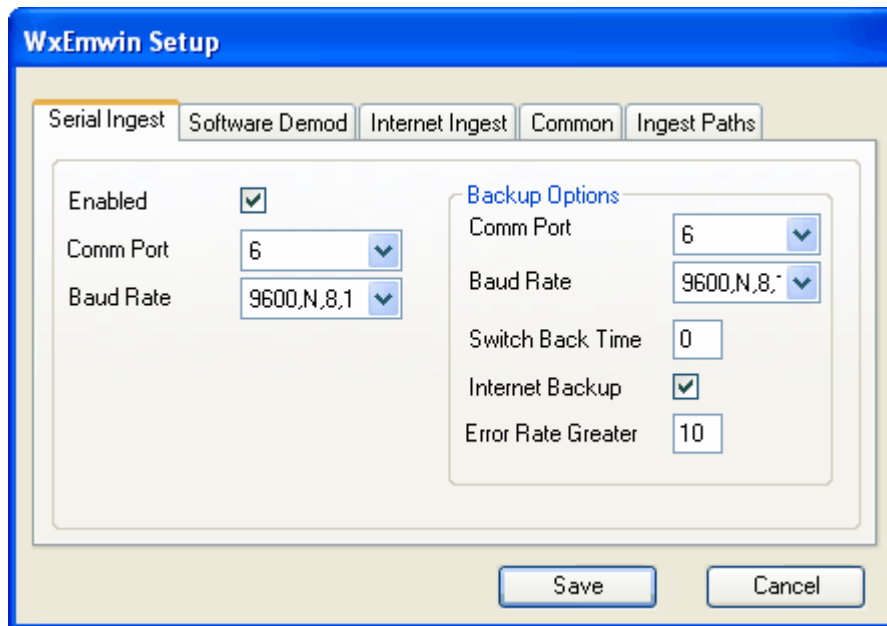 WxEmwin Setup
Serial Ingest
Software Demod
Internet Ingest
Common
Ingest Paths
Enabled
Comm Port
6
Baud Rate
9600,N,8,1
Backup Options
Comm Port
6
Baud Rate
9600,N,8,
Switch Back Time
0
Internet Backup
Error Rate Greater
10
Save
Cancel